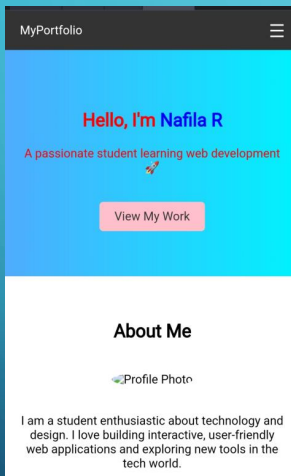 MyPortfolio
Hello, I'm Nafila R
A passionate student learning web development
🚀
View My Work
About Me
Profile Photo
I am a student enthusiastic about technology and
design. I love building interactive, user-friendly
web applications and exploring new tools in the
tech world.